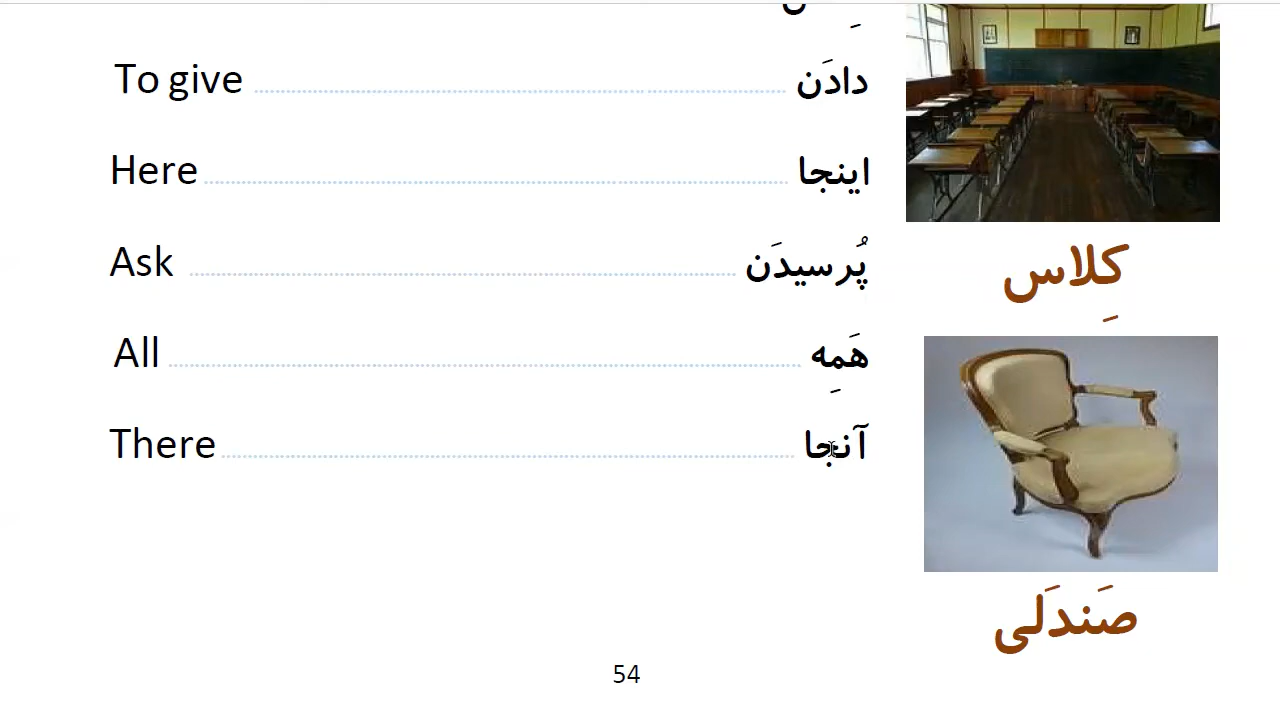 To give ........ دادَن
Here ........ اینجا
Ask ........ پُرسیدَن
All ........ هَمِه
There ........ آنجا
کِلاس
صَندَلی
54